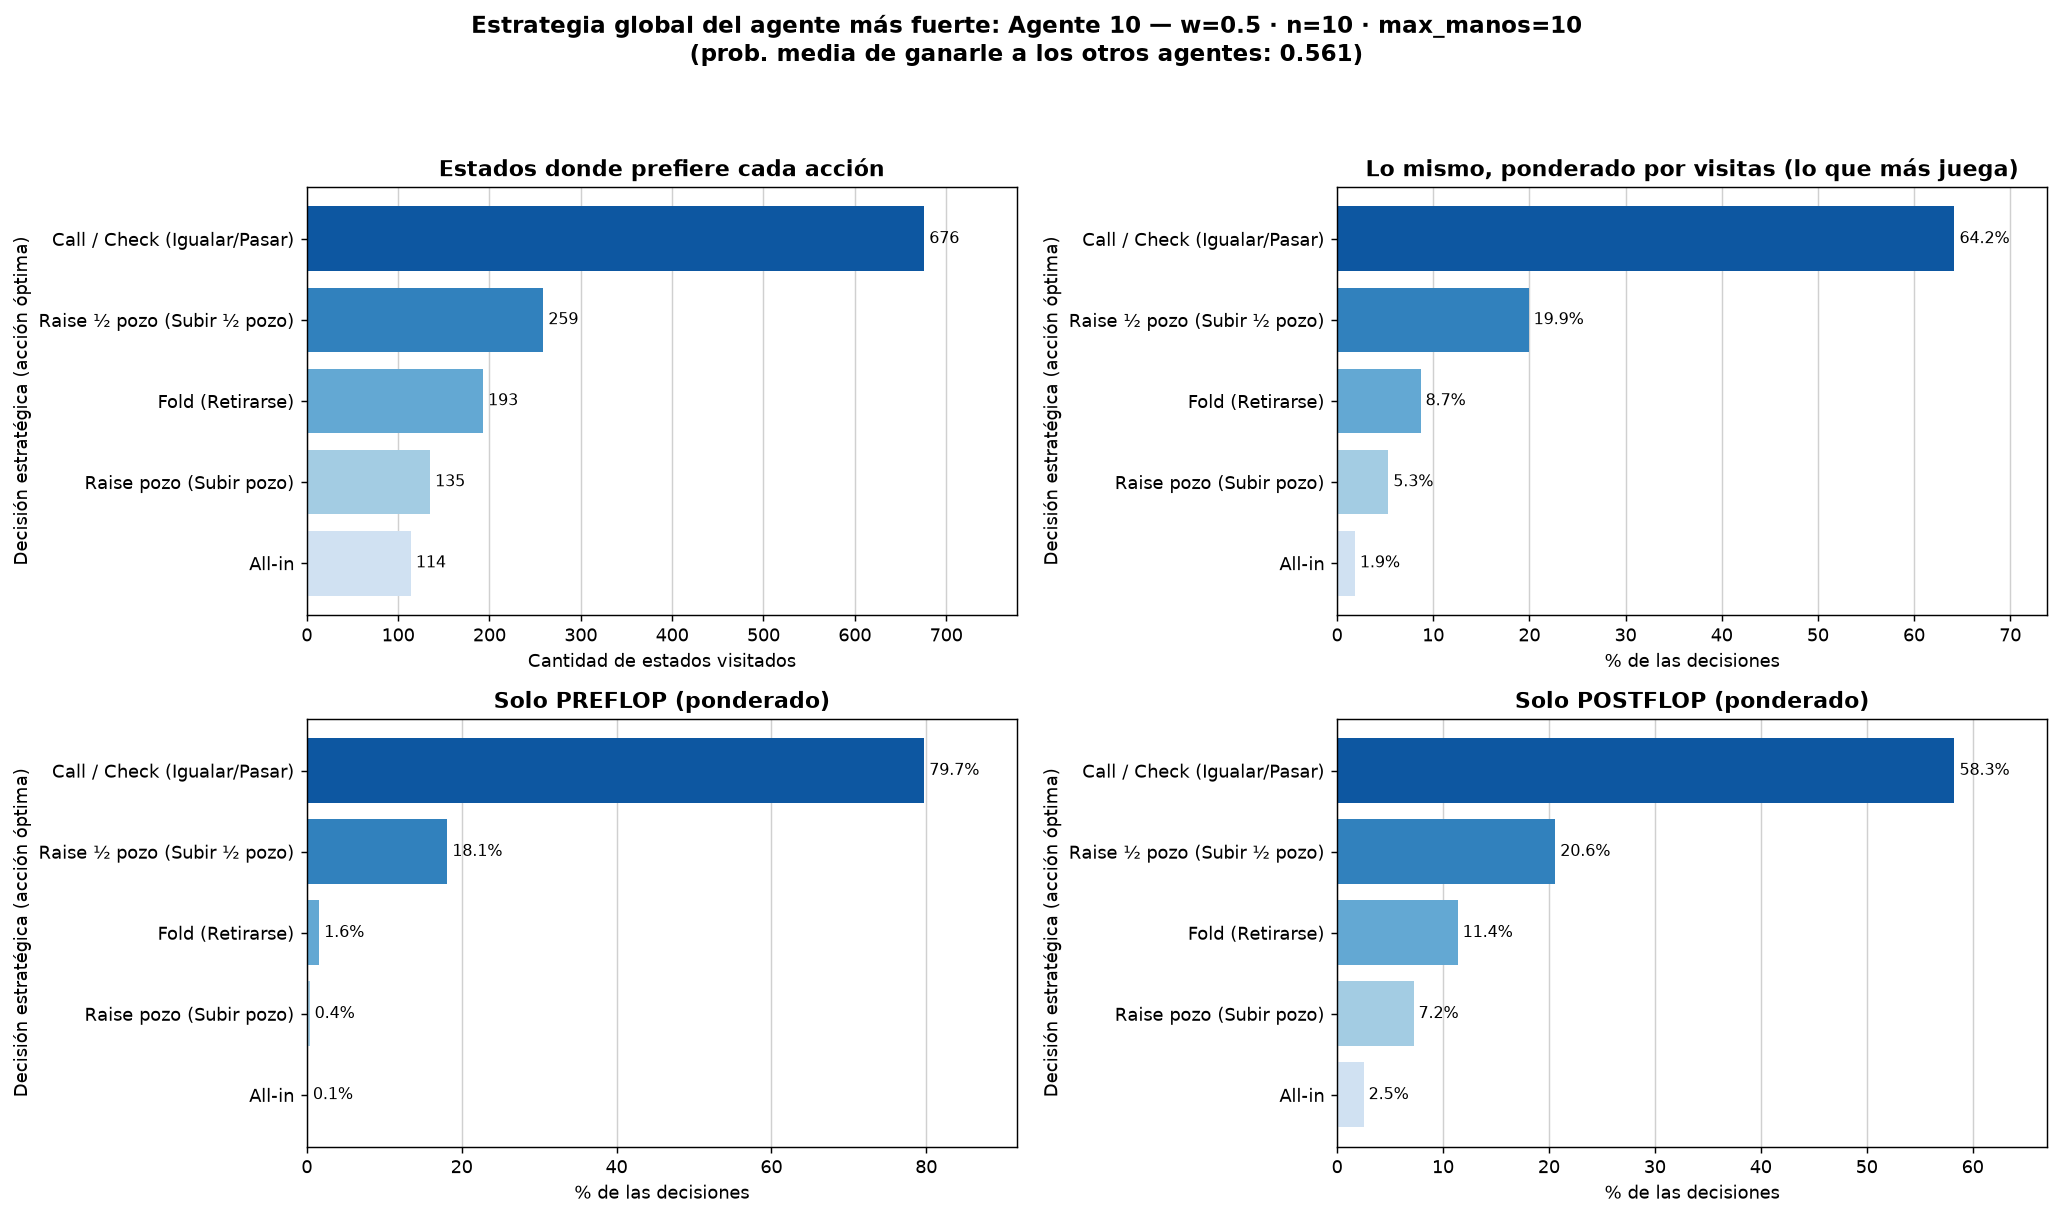 Estrategia global del agente más fuerte: Agente 10 — w=0.5 · n=10 · max_manos=10
(prob. media de ganarle a los otros agentes: 0.561)
Estados donde prefiere cada acción
Decisión estratégica (acción óptima)
Call / Check (Igualar/Pasar)
676
Raise ½ pozo (Subir ½ pozo)
259
Fold (Retirarse)
193
Raise pozo (Subir pozo)
135
All-in
114
0 100 200 300 400 500 600 700
Cantidad de estados visitados
Lo mismo, ponderado por visitas (lo que más juega)
Decisión estratégica (acción óptima)
Call / Check (Igualar/Pasar)
64.2%
Raise ½ pozo (Subir ½ pozo)
19.9%
Fold (Retirarse)
8.7%
Raise pozo (Subir pozo)
5.3%
All-in
1.9%
0 10 20 30 40 50 60 70
% de las decisiones
Solo PREFLOP (ponderado)
Decisión estratégica (acción óptima)
Call / Check (Igualar/Pasar)
79.7%
Raise ½ pozo (Subir ½ pozo)
18.1%
Fold (Retirarse)
1.6%
Raise pozo (Subir pozo)
0.4%
All-in
0.1%
0 20 40 60 80
% de las decisiones
Solo POSTFLOP (ponderado)
Decisión estratégica (acción óptima)
Call / Check (Igualar/Pasar)
58.3%
Raise ½ pozo (Subir ½ pozo)
20.6%
Fold (Retirarse)
11.4%
Raise pozo (Subir pozo)
7.2%
All-in
2.5%
0 10 20 30 40 50 60
% de las decisiones